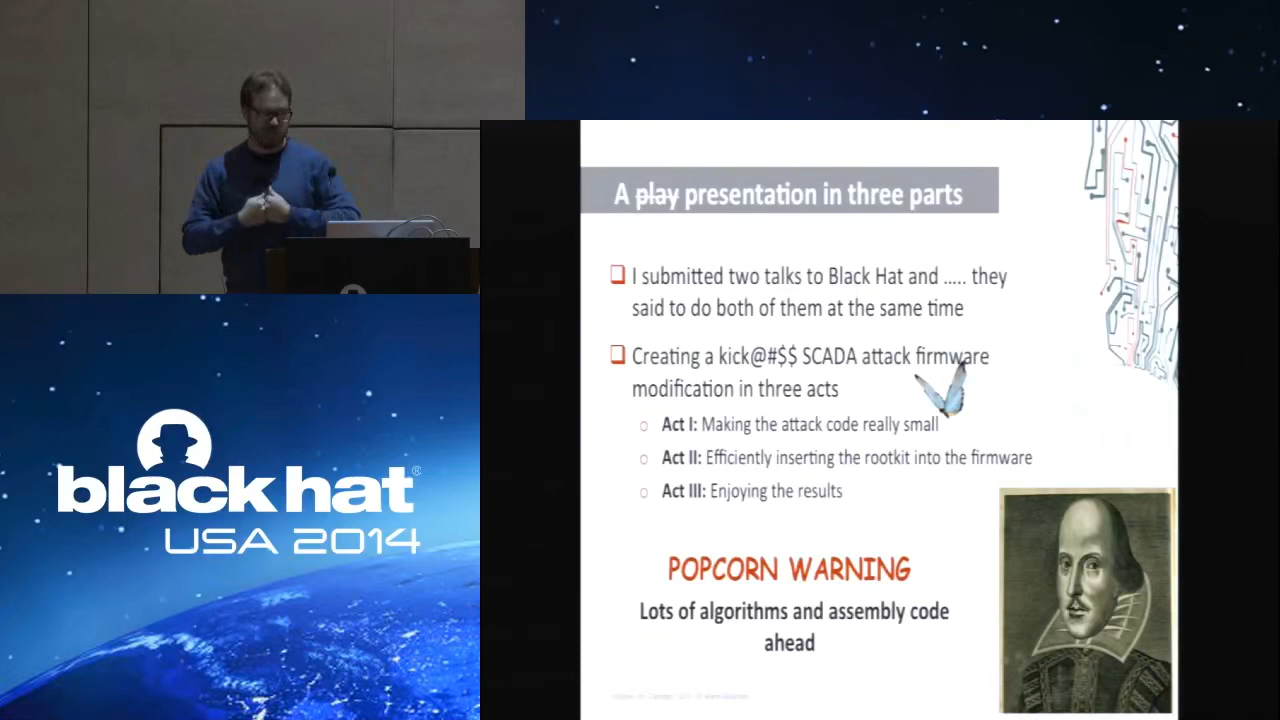 A play presentation in three parts
I submitted two talks to Black Hat and ..... they
said to do both of them at the same time
Creating a kick@#$$ SCADA attack firmware
modification in three acts
Act I: Making the attack code really small
Act II: Efficiently inserting the rootkit into the firmware
Act III: Enjoying the results
POPCORN WARNING
Lots of algorithms and assembly code
ahead
black hat®
USA 2014